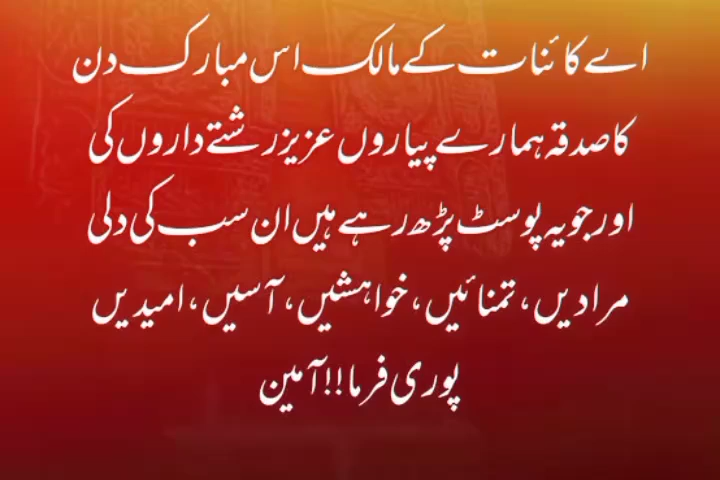 اے کائنات کے مالک اس مبارک دن
کا صدقہ ہمارے پیاروں عزیز رشتے داروں کی
اور جو یہ پوسٹ پڑھ رہے ہیں ان سب کی دلی
مرادیں، تمنائیں، خواہشیں، آسیں، امیدیں
پوری فرما!! آمین